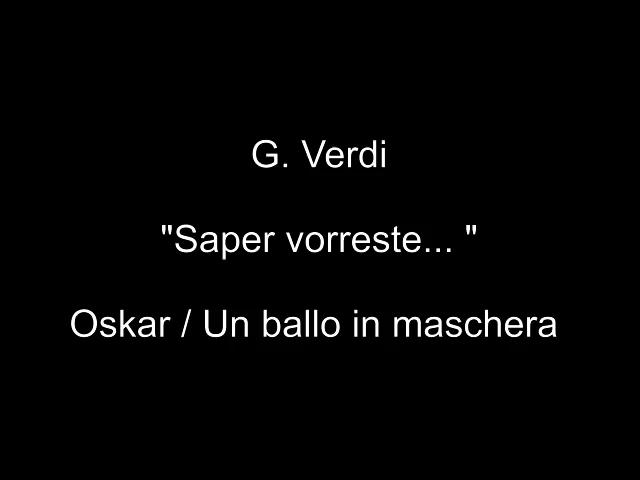 G. Verdi
"Saper vorreste... "
Oskar / Un ballo in maschera